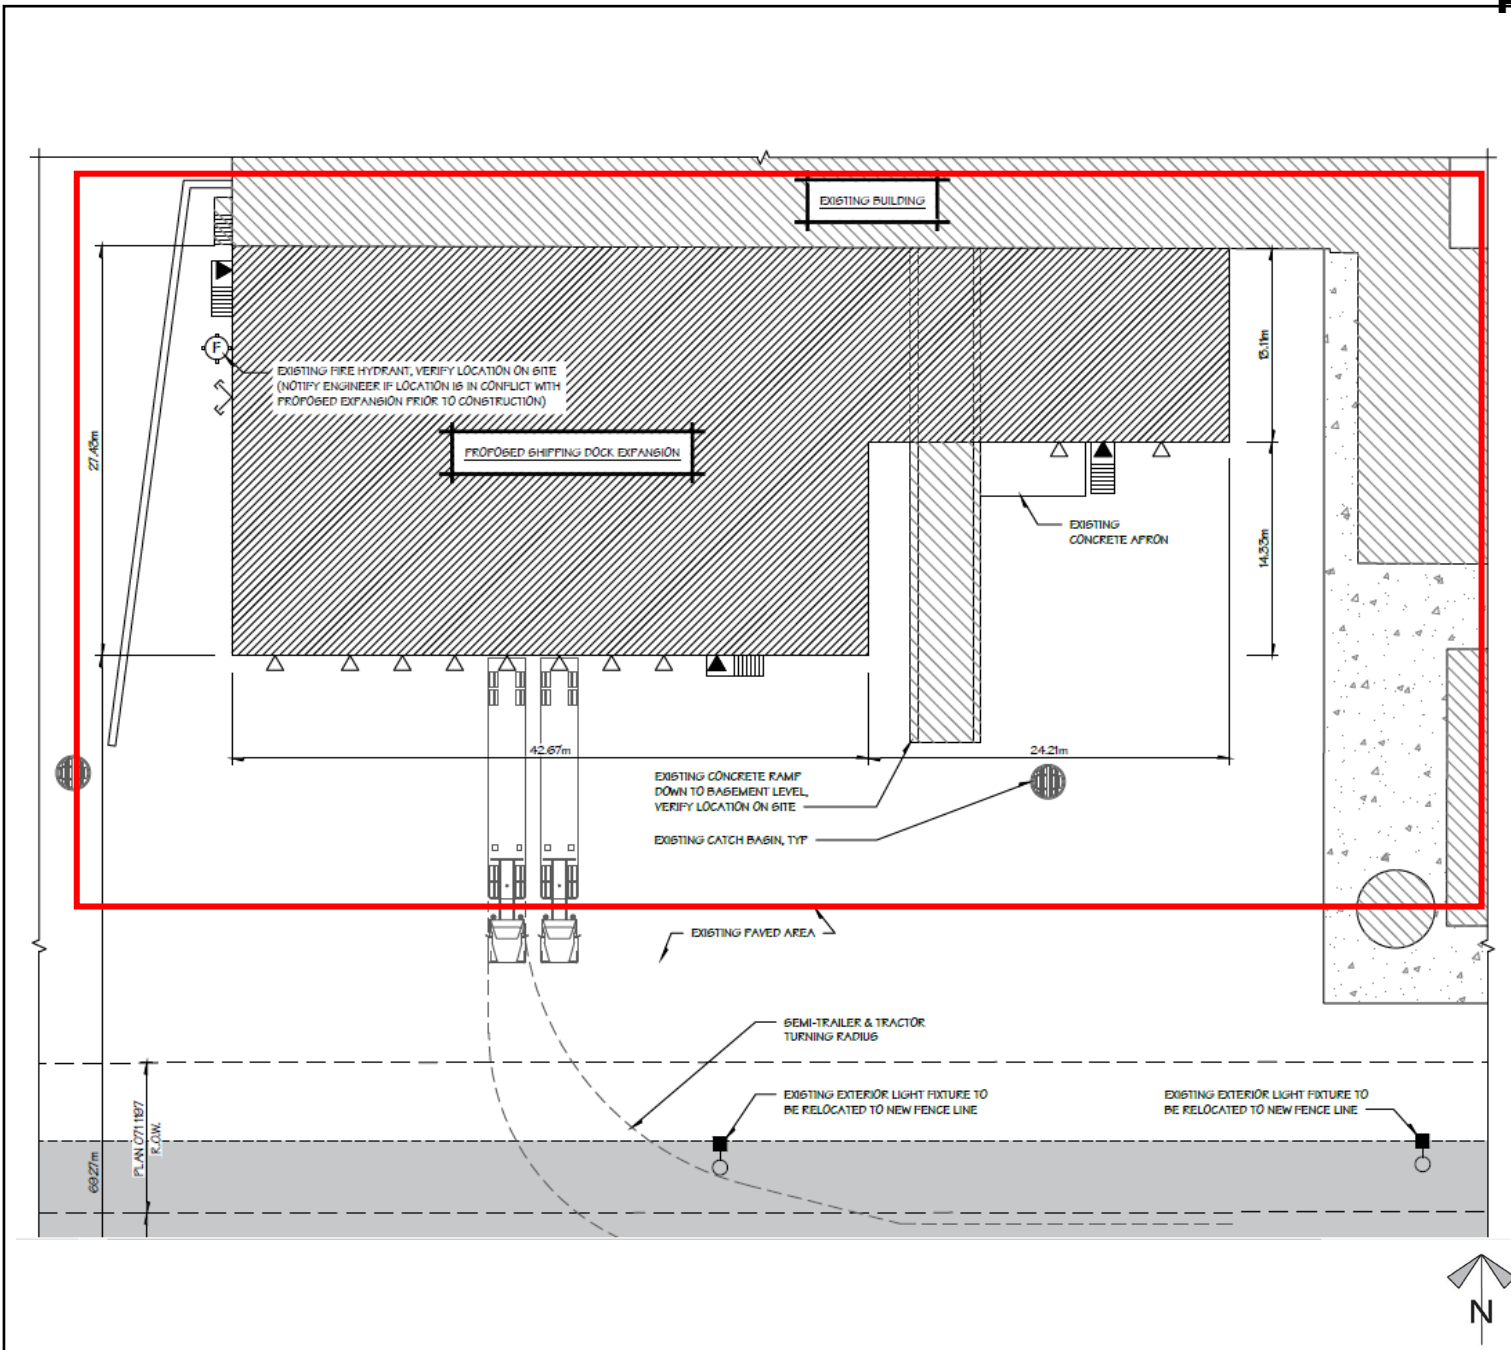 EXISTING BUILDING
F
EXISTING FIRE HYDRANT, VERIFY LOCATION ON SITE
(NOTIFY ENGINEER IF LOCATION IS IN CONFLICT WITH
PROPOSED EXPANSION PRIOR TO CONSTRUCTION)
13.11m
27.43m
PROPOSED SHIPPING DOCK EXPANSION
EXISTING
CONCRETE APRON
14.33m
42.67m
24.21m
EXISTING CONCRETE RAMP
DOWN TO BASEMENT LEVEL,
VERIFY LOCATION ON SITE
EXISTING CATCH BASIN, TYP
EXISTING PAVED AREA
SEMI-TRAILER & TRACTOR
TURNING RADIUS
EXISTING EXTERIOR LIGHT FIXTURE TO
BE RELOCATED TO NEW FENCE LINE
EXISTING EXTERIOR LIGHT FIXTURE TO
BE RELOCATED TO NEW FENCE LINE
PLAN 0711197
R.O.W.
N